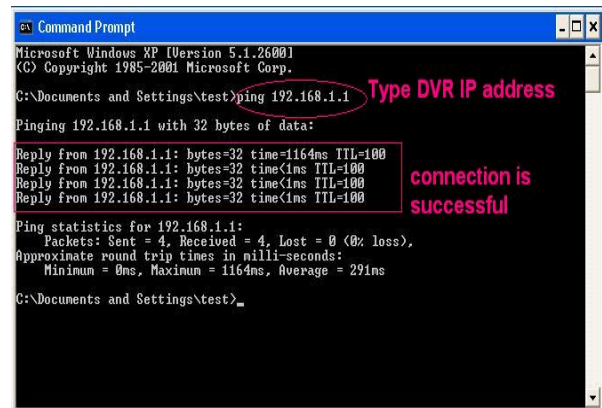 Command Prompt
Microsoft Windows XP [Version 5.1.2600]
(C) Copyright 1985-2001 Microsoft Corp.
C:\Documents and Settings\test>ping 192.168.1.1
Type DVR IP address
Pinging 192.168.1.1 with 32 bytes of data:
Reply from 192.168.1.1: bytes=32 time=1164ms TTL=100
Reply from 192.168.1.1: bytes=32 time<1ms TTL=100
Reply from 192.168.1.1: bytes=32 time<1ms TTL=100
Reply from 192.168.1.1: bytes=32 time<1ms TTL=100
connection is
successful
Ping statistics for 192.168.1.1:
Packets: Sent = 4, Received = 4, Lost = 0 (0% loss),
Approximate round trip times in milli-seconds:
Minimum = 0ms, Maximum = 1164ms, Average = 291ms
C:\Documents and Settings\test>_